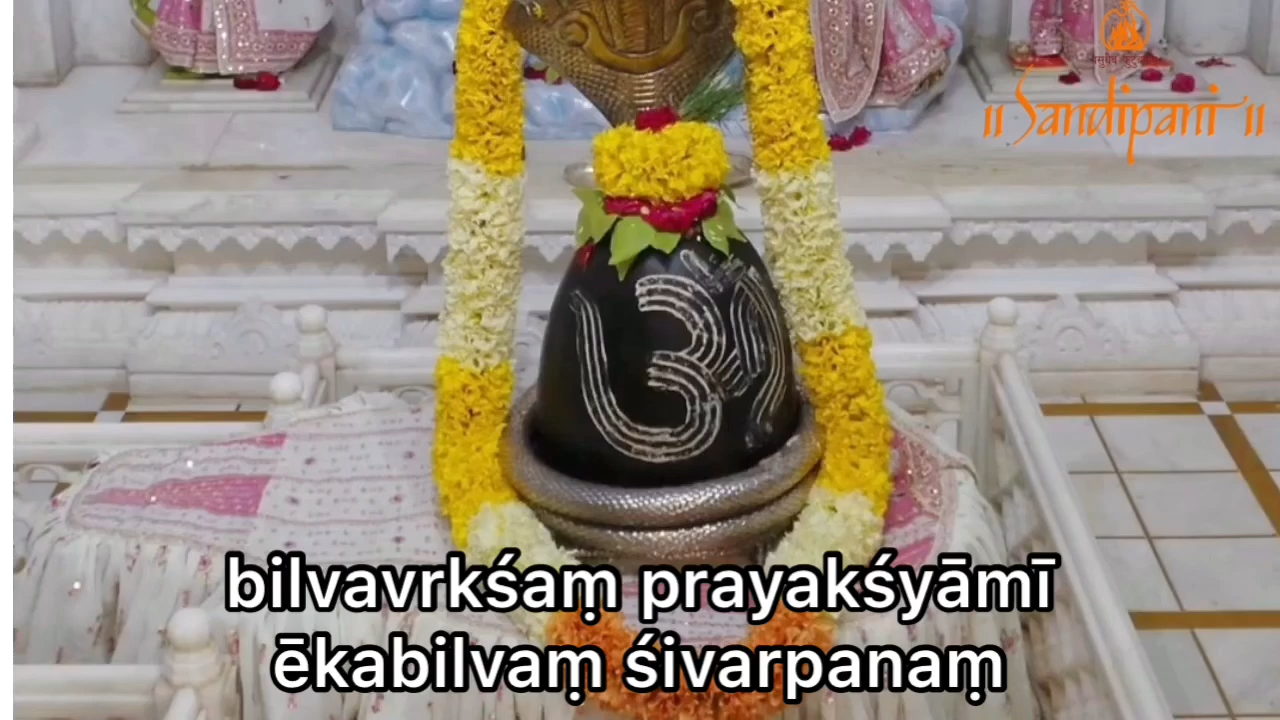 ॥ Sandipani ॥
ॐ
bilvavrkśaṃ prayakśyāmī
ēkabilvaṃ śivarpanaṃ